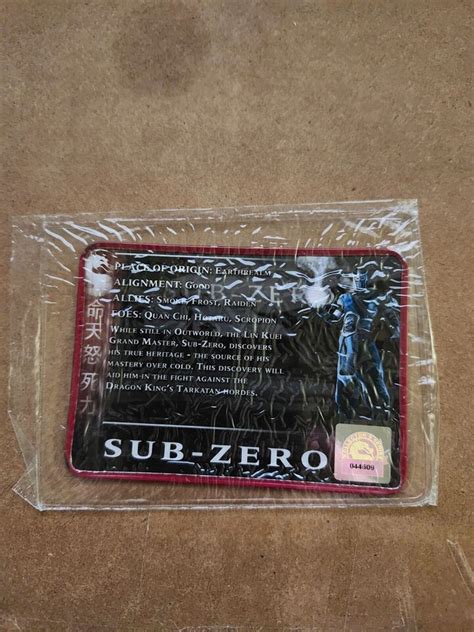 PLACE OF ORIGIN: EARTHREALM
ALIGNMENT: GOOD
ALLIES: SMOKE, FROST, RAIDEN
FOES: QUAN CHI, HOTARU, SCROPION
WHILE STILL IN OUTWORLD, THE LIN KUEI
GRAND MASTER, SUB-ZERO, DISCOVERS
HIS TRUE HERITAGE - THE SOURCE OF HIS
MASTERY OVER COLD. THIS DISCOVERY WILL
AID HIM IN THE FIGHT AGAINST THE
DRAGON KING'S TARKATAN HORDES.
命天怒死力
SUB-ZERO
SUB-ZERO
044409